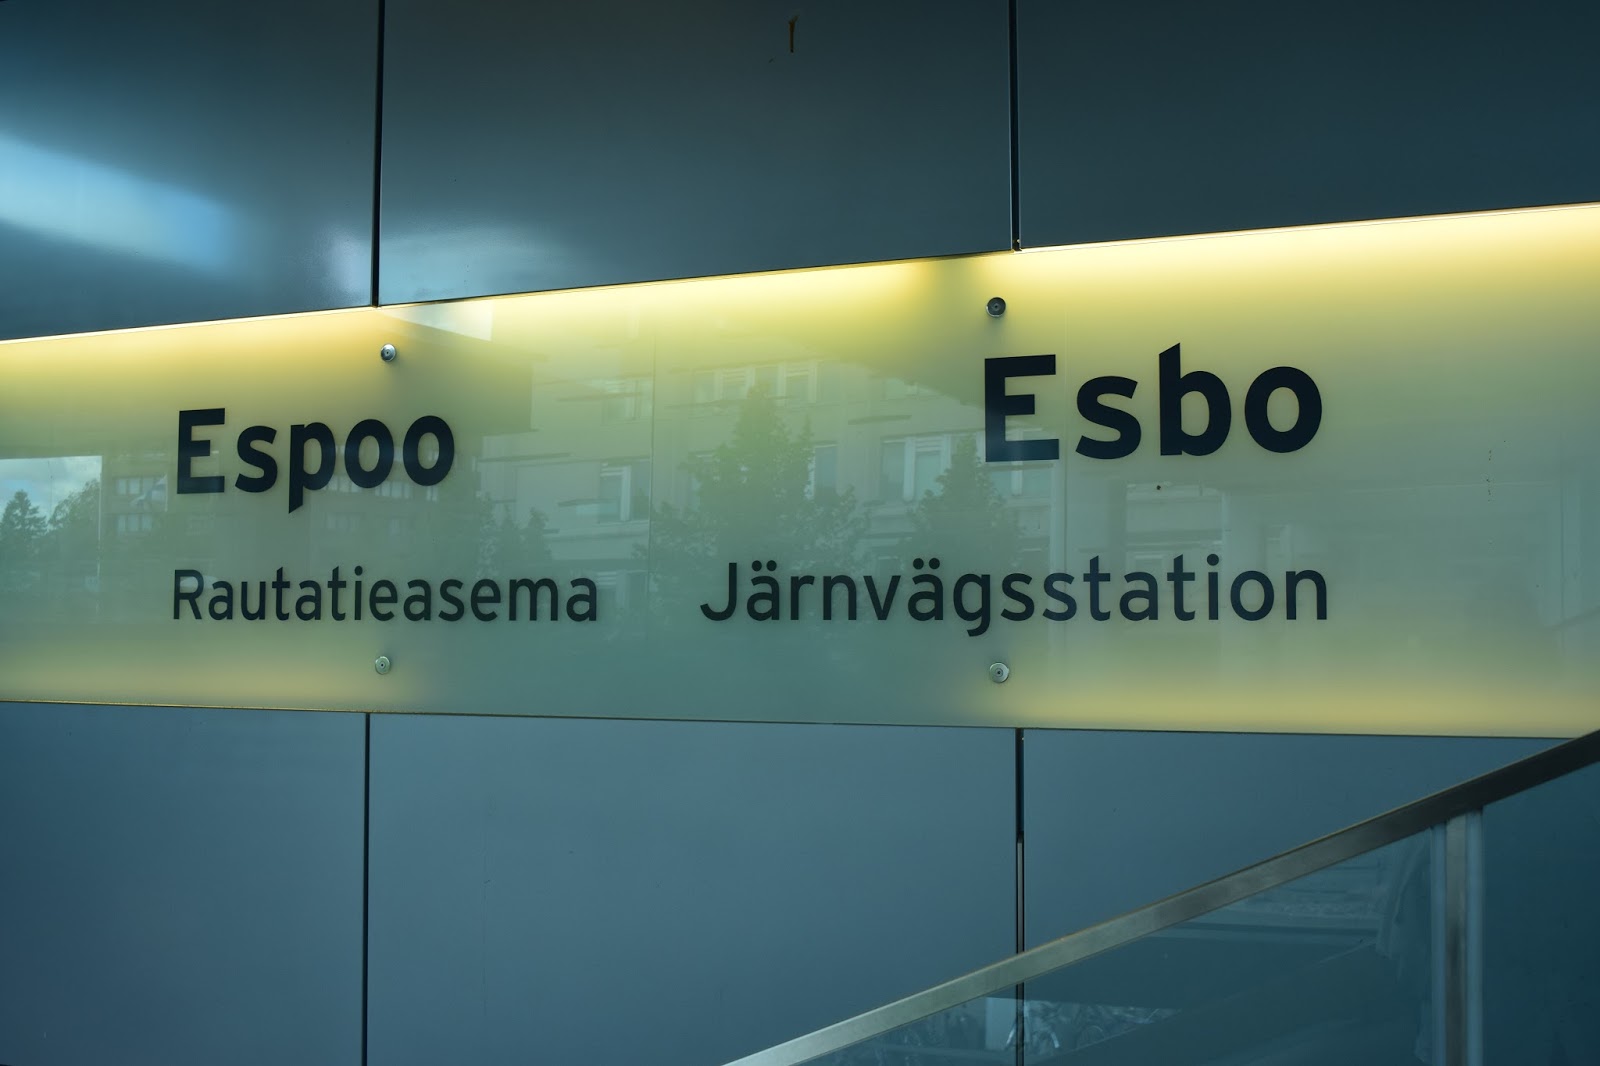 Espoo
Rautatieasema
Esbo
Järnvägsstation